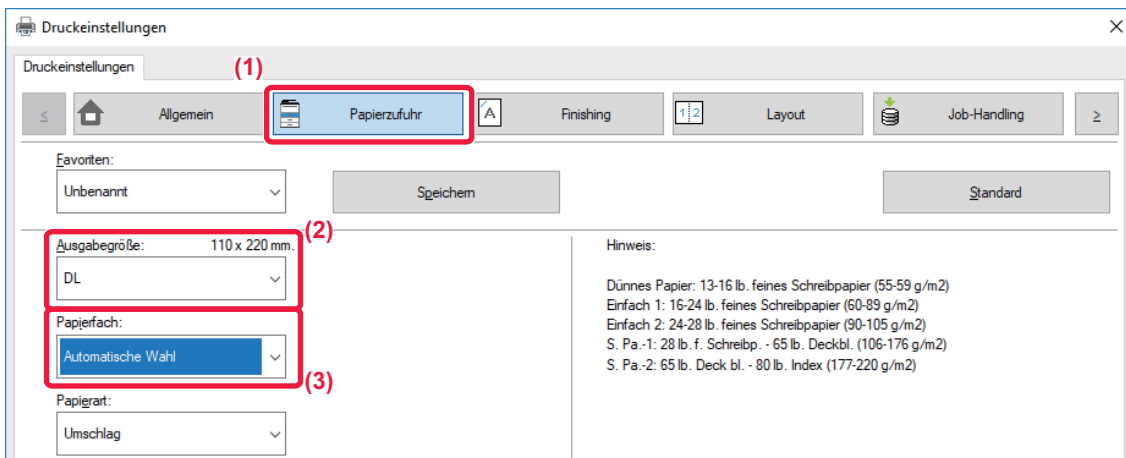 Druckeinstellungen
Druckeinstellungen
(1)
≤ Allgemein Papierzufuhr A Finishing 1 2 Layout Job-Handling ≥
Favoriten:
Unbenannt Speichern Standard
(2)
Ausgabegröße: 110 x 220 mm.
DL
Papierfach:
Automatische Wahl
(3)
Papierart:
Umschlag
Hinweis:
Dünnes Papier: 13-16 lb. feines Schreibpapier (55-59 g/m2)
Einfach 1: 16-24 lb. feines Schreibpapier (60-89 g/m2)
Einfach 2: 24-28 lb. feines Schreibpapier (90-105 g/m2)
S. Pa.-1: 28 lb. f. Schreibp. - 65 lb. Deckbl. (106-176 g/m2)
S. Pa.-2: 65 lb. Deck bl. - 80 lb. Index (177-220 g/m2)